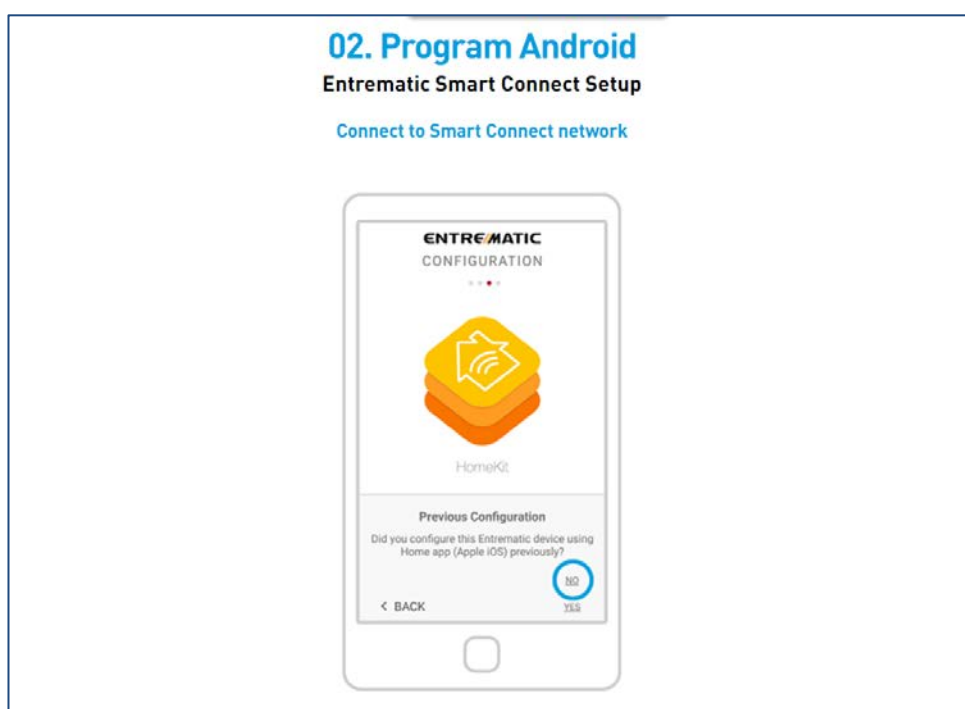 02. Program Android
Entrematic Smart Connect Setup
Connect to Smart Connect network
ENTREMATIC
CONFIGURATION
HomeKit
Previous Configuration
Did you configure this Entrematic device using
Home app (Apple iOS) previously?
NO
< BACK YES